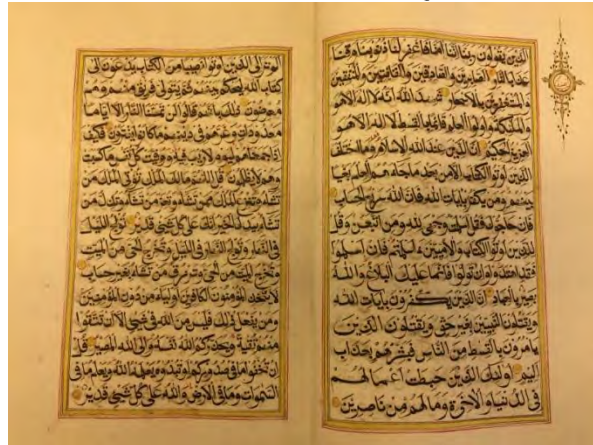 الذين يقولون ربنا اننا امنا فاغفر لنا ذنوبنا وقنا
عذاب النار الصابرين والصادقين والقانتين والمنفقين
والمستغفرين بالاسحار شهد الله انه لا اله الا هو
والملئكة واولوا العلم قائما بالقسط لا اله الا هو
العزيز الحكيم ان الدين عند الله الاسلام وما اختلف
الذين اوتوا الكتاب الا من بعد ما جاءهم العلم بغيا
بينهم ومن يكفر بايات الله فان الله سريع الحساب
فان حاجوك فقل اسلمت وجهي لله ومن اتبعن وقل
للذين اوتوا الكتاب والاميين ءاسلمتم فان اسلموا
فقد اهتدوا وان تولوا فانما عليك البلاغ والله
بصير بالعباد ان الذين يكفرون بايات الله
ويقتلون النبيين بغير حق ويقتلون الذين
يامرون بالقسط من الناس فبشرهم بعذاب
اليم اولئك الذين حبطت اعمالهم
في الدنيا والاخرة وما لهم من ناصرين
الم تر الى الذين اوتوا نصيبا من الكتاب يدعون الى
كتاب الله ليحكم بينهم ثم يتولى فريق منهم وهم
معرضون ذلك بانهم قالوا لن تمسنا النار الا اياما
معدودات وغرهم في دينهم ما كانوا يفترون فكيف
اذا جمعناهم ليوم لا ريب فيه ووفيت كل نفس ما كسبت
وهم لا يظلمون قل اللهم مالك الملك تؤتي الملك من
تشاء وتنزع الملك ممن تشاء وتعز من تشاء وتذل من
تشاء بيدك الخير انك على كل شيء قدير تولج الليل
في النهار وتولج النهار في الليل وتخرج الحي من الميت
وتخرج الميت من الحي وترزق من تشاء بغير حساب
لا يتخذ المؤمنون الكافرين اولياء من دون المؤمنين
ومن يفعل ذلك فليس من الله في شيء الا ان تتقوا
منهم تقية ويحذركم الله نفسه والى الله المصير قل
ان تخفوا ما في صدوركم او تبدوه يعلمه الله ويعلم ما في
السموات وما في الارض والله على كل شيء قدير